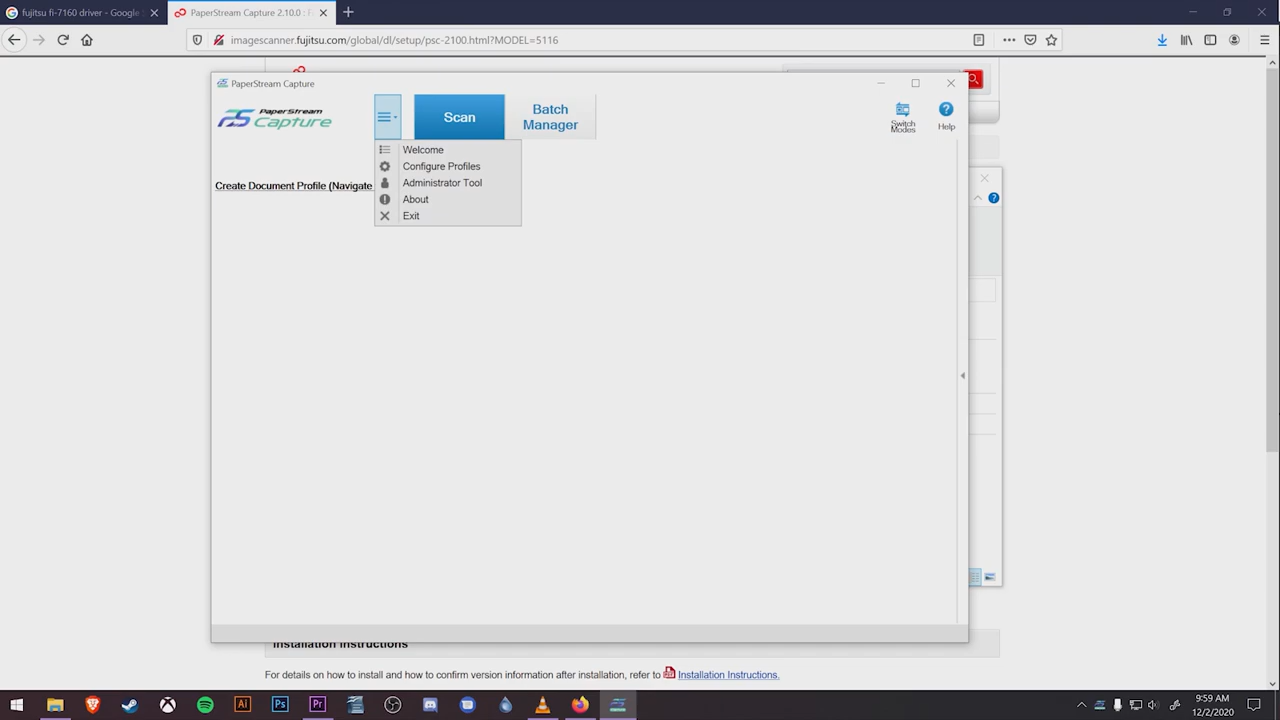 fujitsu fi-7160 driver - Google S
PaperStream Capture 2.10.0 : F
imagescanner.fujitsu.com/global/dl/setup/psc-2100.html?MODEL=5116
PaperStream Capture
PaperStream
Capture
Scan
Batch
Manager
Switch
Modes
Help
Welcome
Configure Profiles
Administrator Tool
About
Exit
Create Document Profile (Navigate
Installation Instructions
For details on how to install and how to confirm version information after installation, refer to Installation Instructions.
9:59 AM
12/2/2020